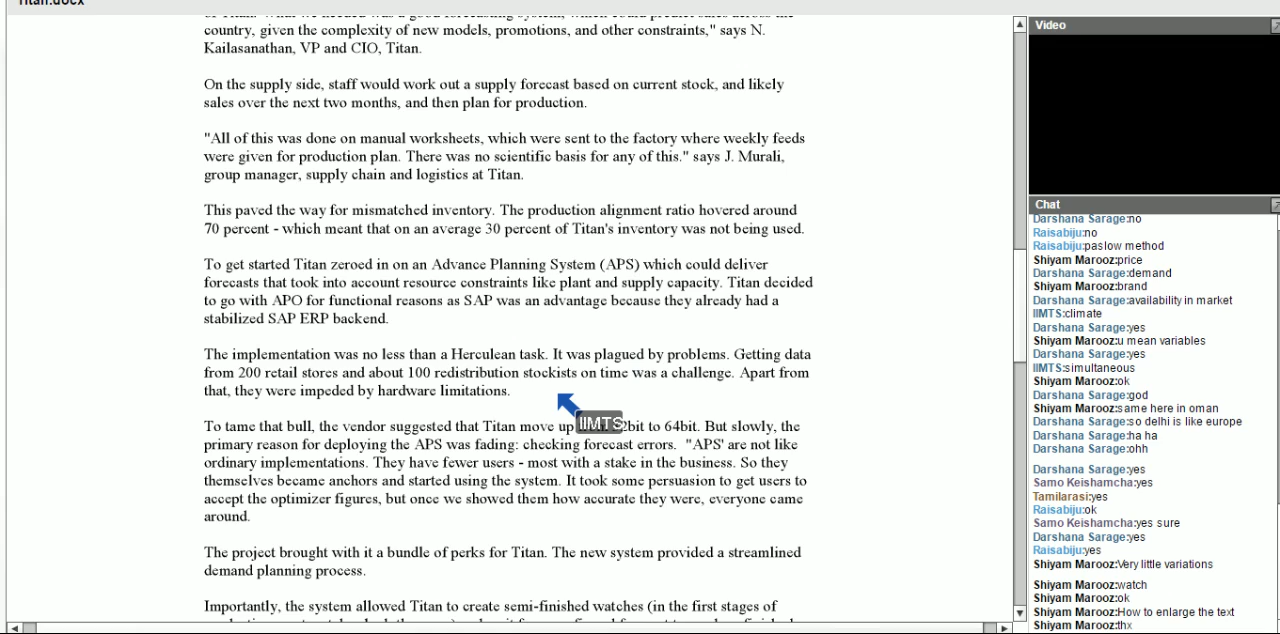 Titan.docx
country, given the complexity of new models, promotions, and other constraints," says N.
Kailasanathan, VP and CIO, Titan.
On the supply side, staff would work out a supply forecast based on current stock, and likely
sales over the next two months, and then plan for production.
"All of this was done on manual worksheets, which were sent to the factory where weekly feeds
were given for production plan. There was no scientific basis for any of this." says J. Murali,
group manager, supply chain and logistics at Titan.
This paved the way for mismatched inventory. The production alignment ratio hovered around
70 percent - which meant that on an average 30 percent of Titan's inventory was not being used.
To get started Titan zeroed in on an Advance Planning System (APS) which could deliver
forecasts that took into account resource constraints like plant and supply capacity. Titan decided
to go with APO for functional reasons as SAP was an advantage because they already had a
stabilized SAP ERP backend.
The implementation was no less than a Herculean task. It was plagued by problems. Getting data
from 200 retail stores and about 100 redistribution stockists on time was a challenge. Apart from
that, they were impeded by hardware limitations.
IIMTS
To tame that bull, the vendor suggested that Titan move up 32bit to 64bit. But slowly, the
primary reason for deploying the APS was fading: checking forecast errors. "APS' are not like
ordinary implementations. They have fewer users - most with a stake in the business. So they
themselves became anchors and started using the system. It took some persuasion to get users to
accept the optimizer figures, but once we showed them how accurate they were, everyone came
around.
The project brought with it a bundle of perks for Titan. The new system provided a streamlined
demand planning process.
Importantly, the system allowed Titan to create semi-finished watches (in the first stages of
Video
Chat
Darshana Sarage:no
Raisabiju:no
Raisabiju:paslow method
Shiyam Marooz:price
Darshana Sarage:demand
Shiyam Marooz:brand
Darshana Sarage:availability in market
IIMTS:climate
Darshana Sarage:yes
Shiyam Marooz:u mean variables
Darshana Sarage:yes
IIMTS:simultaneous
Shiyam Marooz:ok
Darshana Sarage:god
Shiyam Marooz:same here in oman
Darshana Sarage:so delhi is like europe
Darshana Sarage:ha ha
Darshana Sarage:ohh
Darshana Sarage:yes
Samo Keishamcha:yes
Tamilarasi:yes
Raisabiju:ok
Samo Keishamcha:yes sure
Darshana Sarage:yes
Raisabiju:yes
Shiyam Marooz:Very little variations
Shiyam Marooz:watch
Shiyam Marooz:ok
Shiyam Marooz:How to enlarge the text
Shiyam Marooz:thx